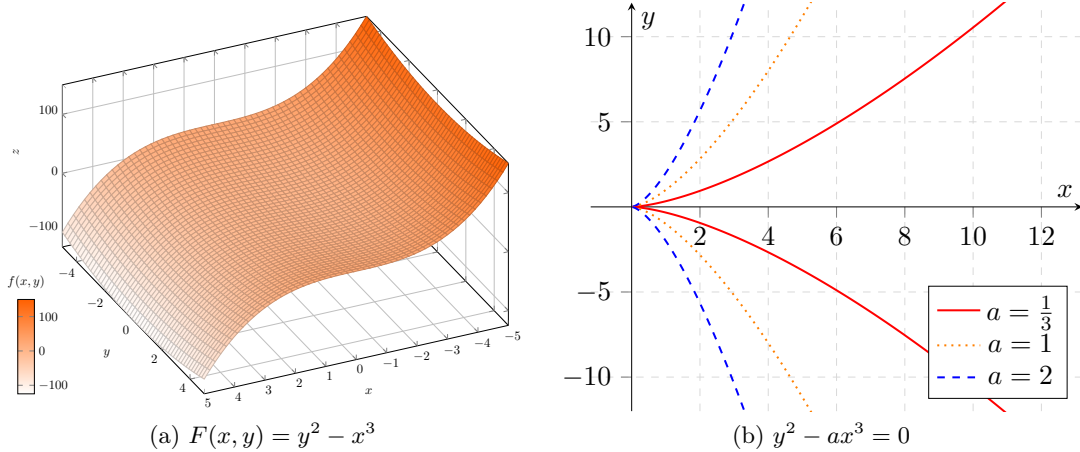 100
0
−100
z
−4
−2
0
2
4
y
5
4
3
2
1
0
-1
-2
-3
-4
-5
x
f(x, y)
100
0
−100
(a) F(x, y) = y² − x³
y
10
5
−5
−10
2
4
6
8
10
12
x
a = 1/3
a = 1
a = 2
(b) y² − ax³ = 0